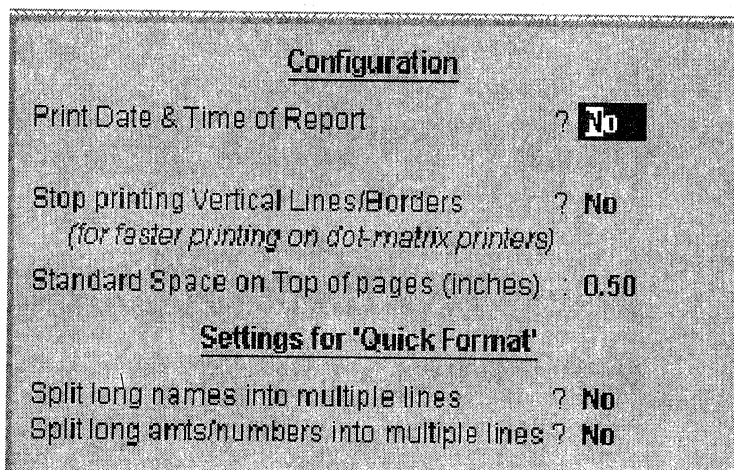 Configuration
Print Date & Time of Report ? No
Stop printing Vertical Lines/Borders ? No
(for faster printing on dot-matrix printers)
Standard Space on Top of pages (inches) : 0.50
Settings for 'Quick Format'
Split long names into multiple lines ? No
Split long amts/numbers into multiple lines ? No